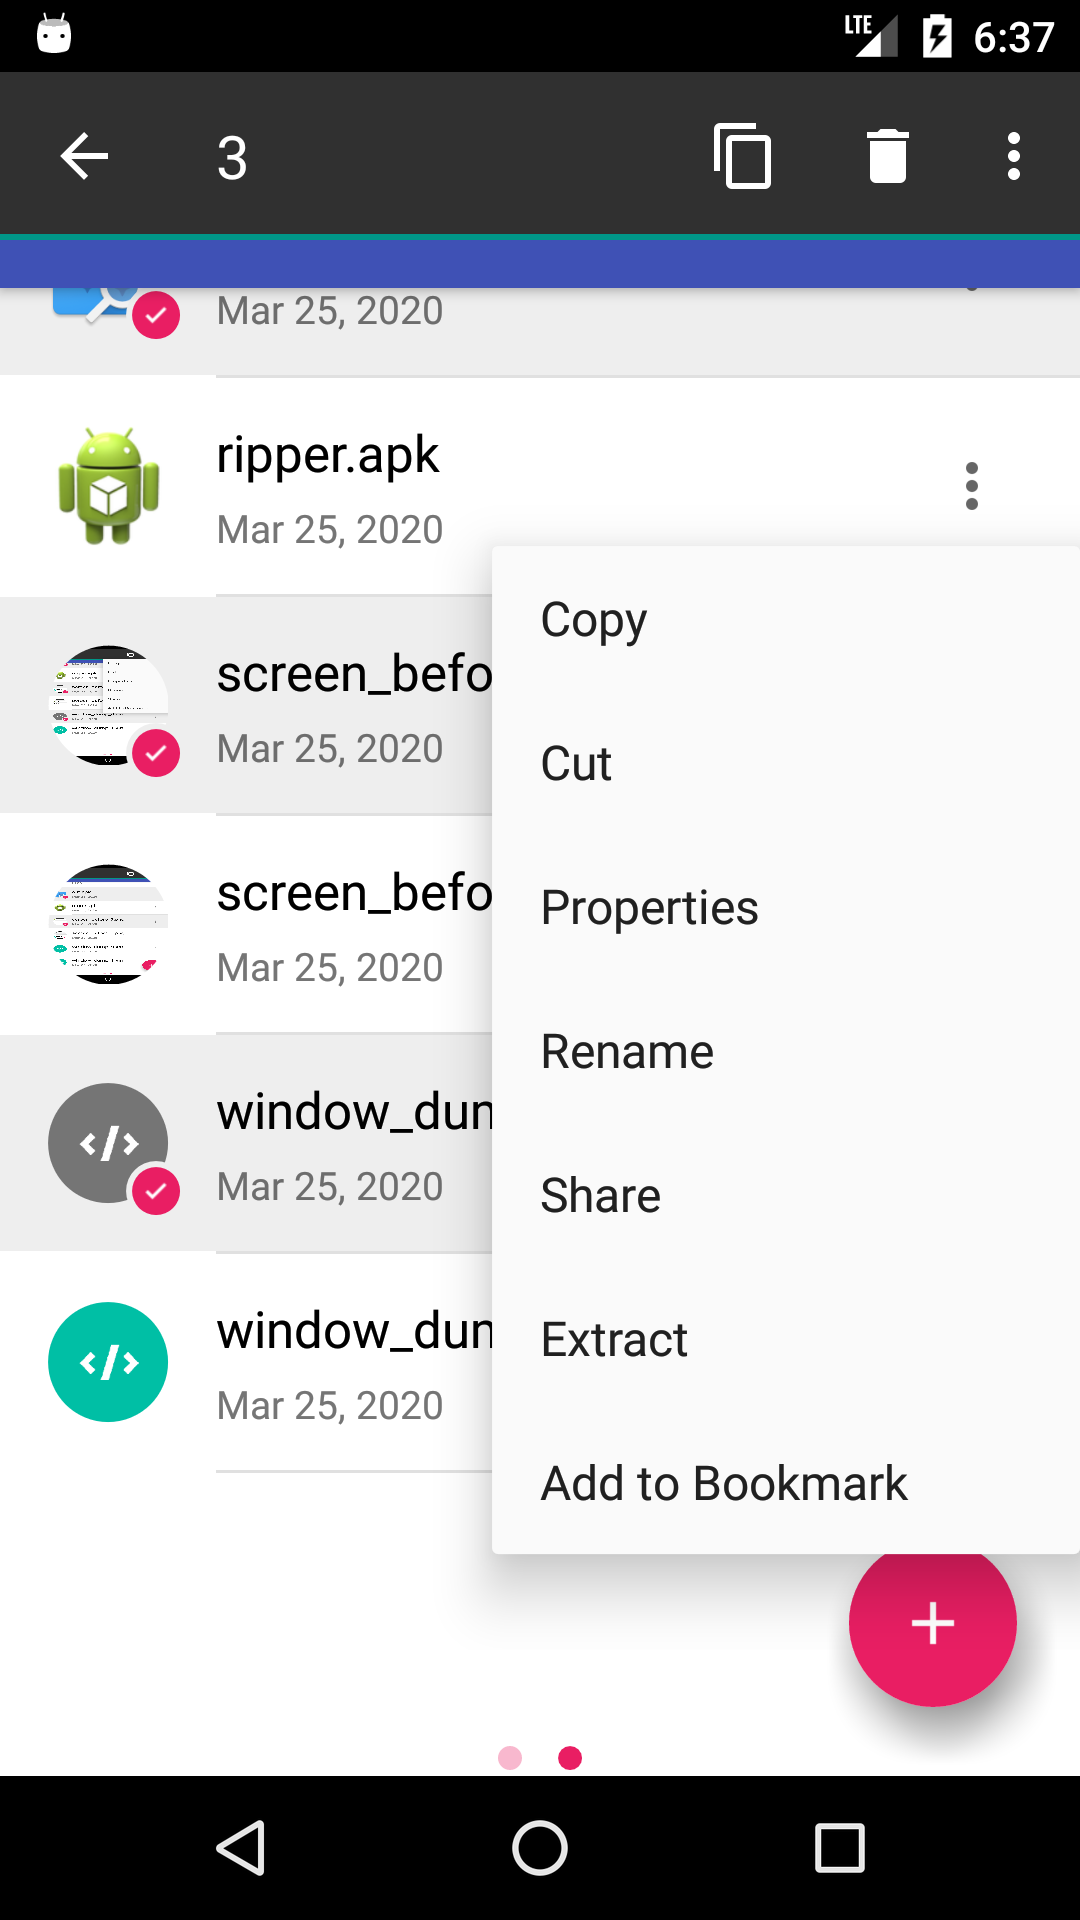 LTE 6:37
3
Mar 25, 2020
ripper.apk
Mar 25, 2020
screen_befo
Mar 25, 2020
screen_befo
Mar 25, 2020
window_dun
Mar 25, 2020
window_dun
Mar 25, 2020
Copy
Cut
Properties
Rename
Share
Extract
Add to Bookmark